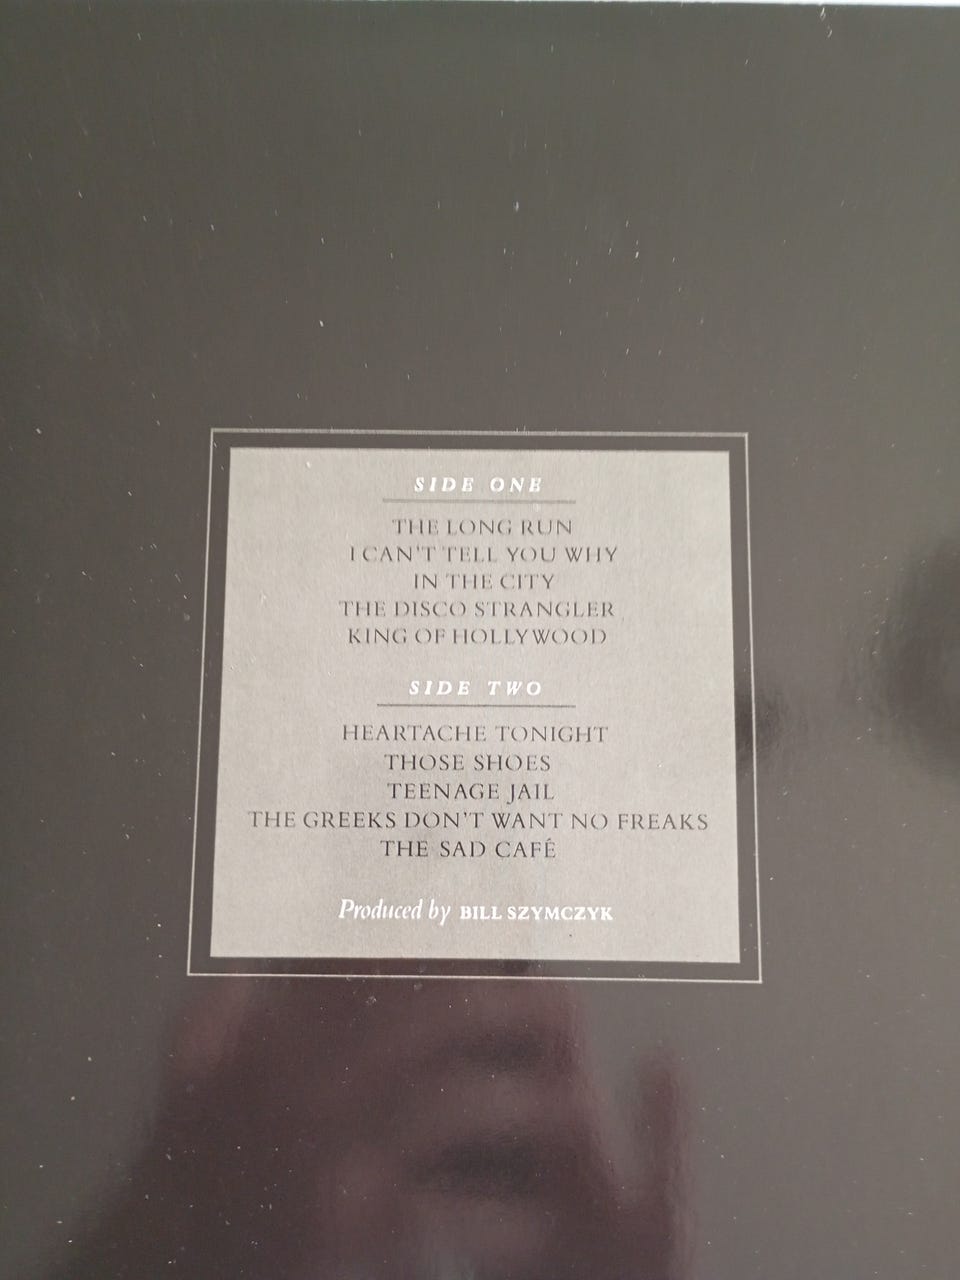 SIDE ONE
THE LONG RUN
I CAN'T TELL YOU WHY
IN THE CITY
THE DISCO STRANGLER
KING OF HOLLYWOOD
SIDE TWO
HEARTACHE TONIGHT
THOSE SHOES
TEENAGE JAIL
THE GREEKS DON'T WANT NO FREAKS
THE SAD CAFÉ
Produced by BILL SZYMCZYK